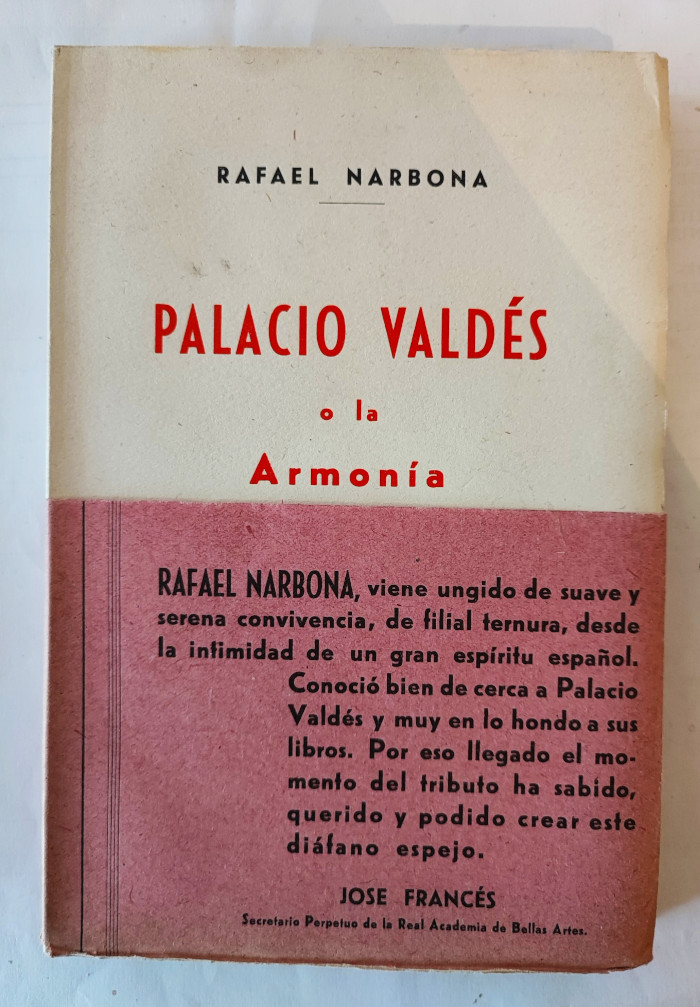 RAFAEL NARBONA
PALACIO VALDÉS
o la
Armonía
RAFAEL NARBONA, viene ungido de suave y
serena convivencia, de filial ternura, desde
la intimidad de un gran espíritu español.
Conoció bien de cerca a Palacio
Valdés y muy en lo hondo a sus
libros. Por eso llegado el mo-
mento del tributo ha sabido,
querido y podido crear este
diáfano espejo.
JOSE FRANCÉS
Secretario Perpetuo de la Real Academia de Bellas Artes.